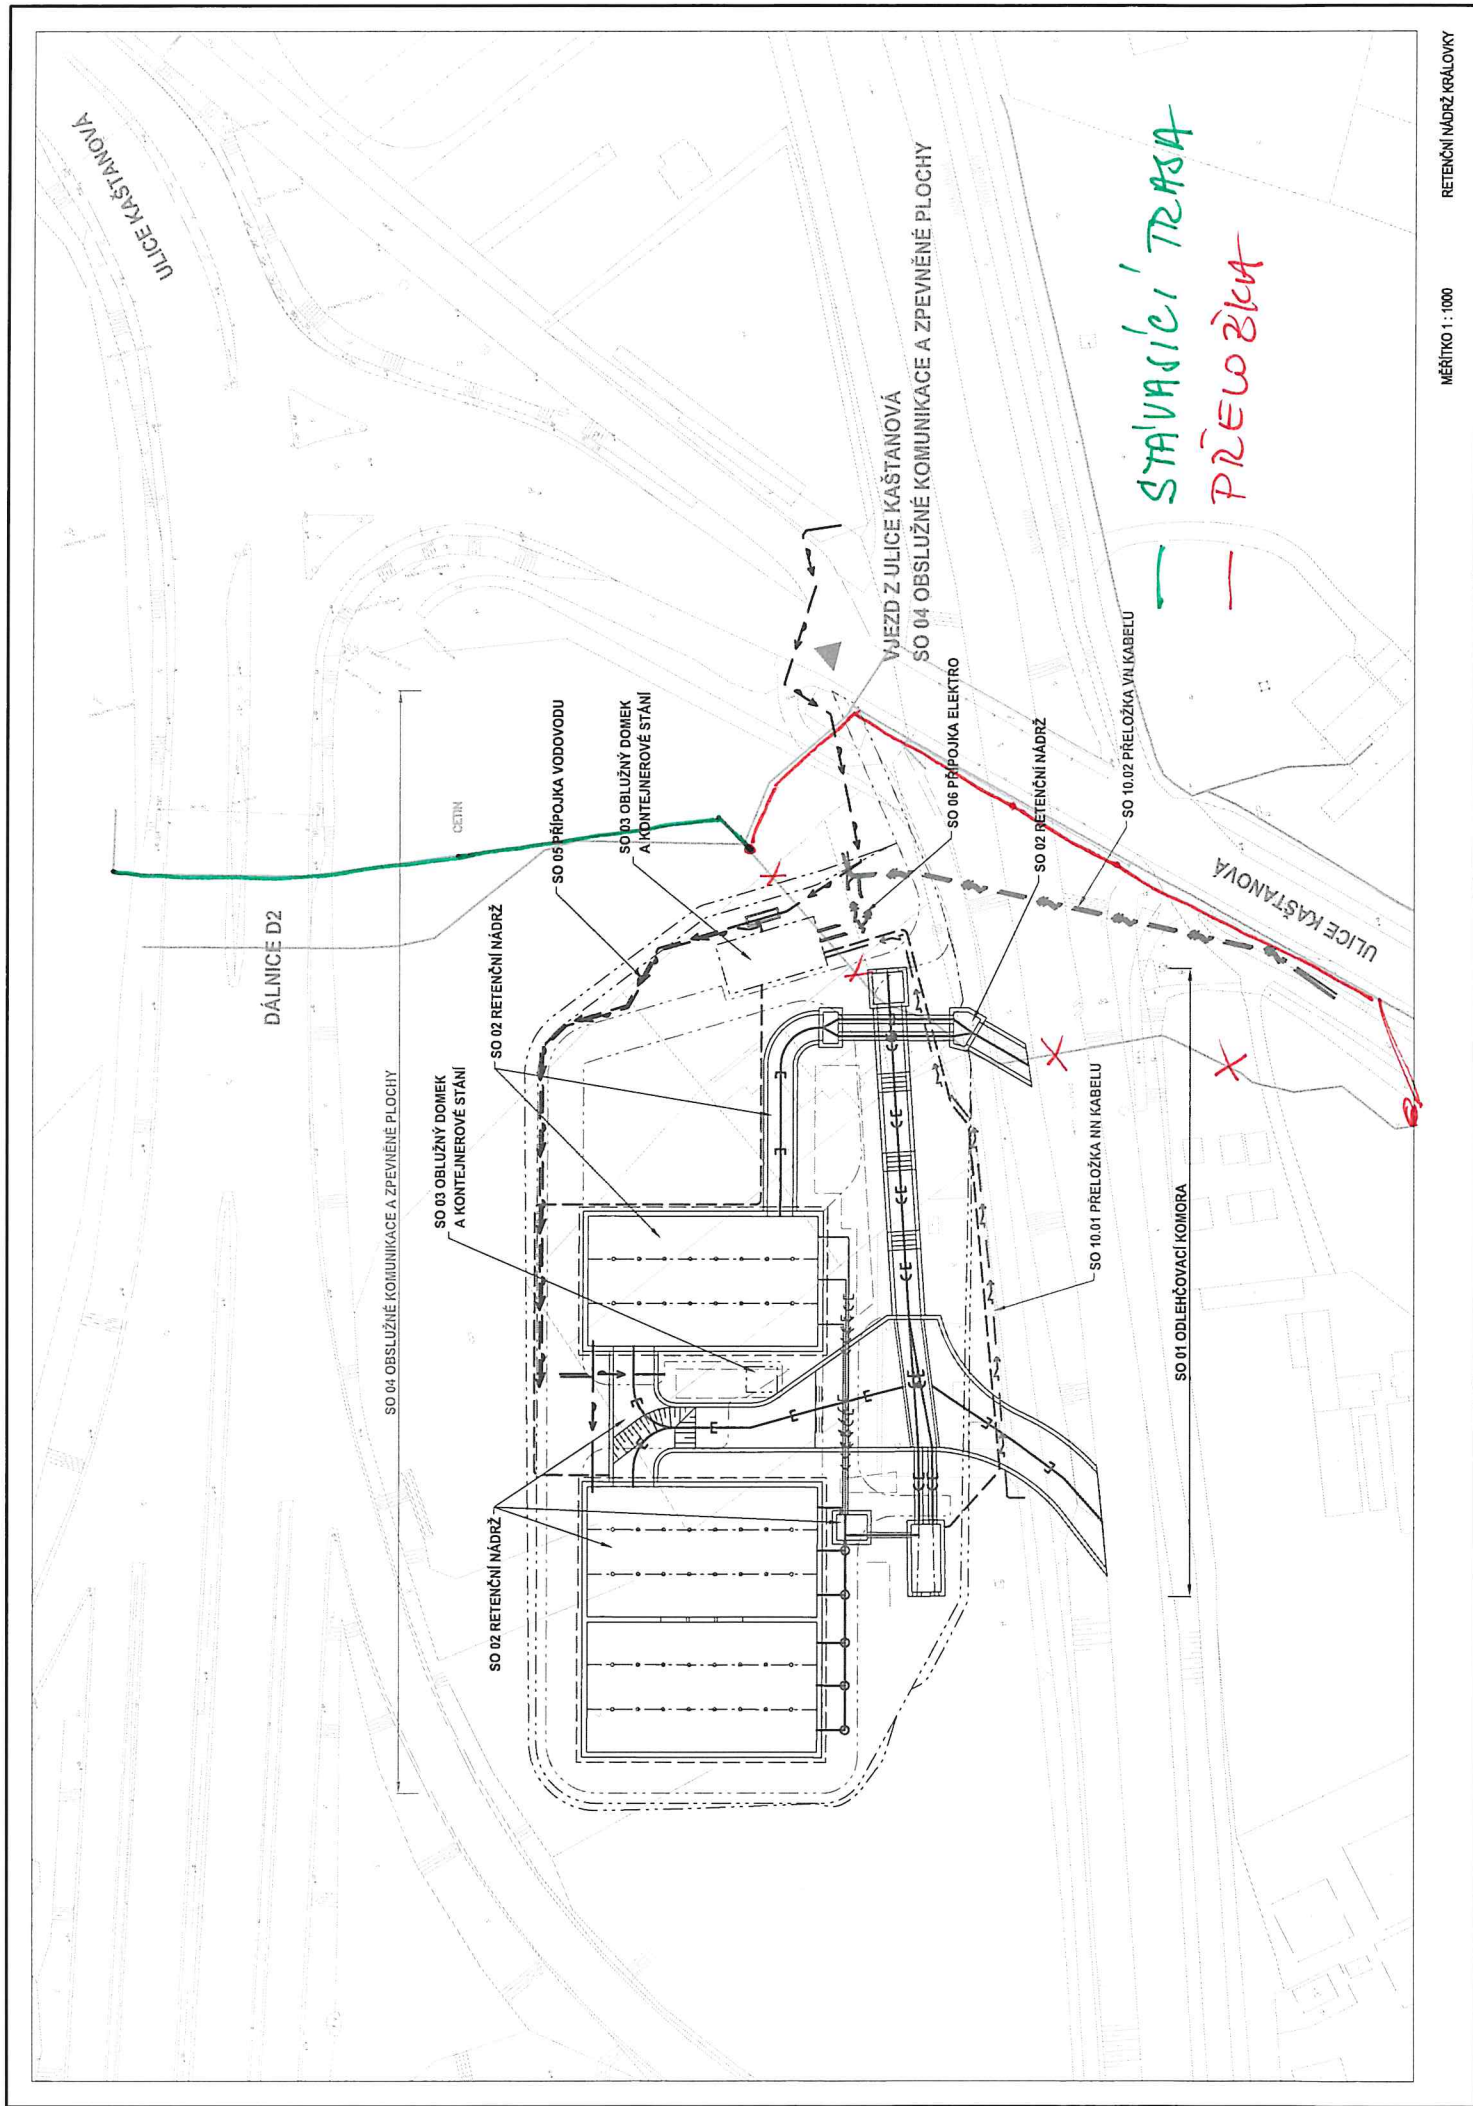 ULICE KAŠTANOVÁ
DÁLNICE D2
CETIN
SO 04 OBSLUŽNÉ KOMUNIKACE A ZPEVNĚNÉ PLOCHY
SO 05 PŘÍPOJKA VODOVODU
SO 03 OBLUŽNÝ DOMEK
A KONTEJNEROVÉ STÁNÍ
SO 02 RETENČNÍ NÁDRŽ
SO 03 OBLUŽNÝ DOMEK
A KONTEJNEROVÉ STÁNÍ
SO 02 RETENČNÍ NÁDRŽ
VJEZD Z ULICE KAŠTANOVÁ
SO 04 OBSLUŽNÉ KOMUNIKACE A ZPEVNĚNÉ PLOCHY
SO 06 PŘÍPOJKA ELEKTRO
SO 02 RETENČNÍ NÁDRŽ
SO 10.02 PŘELOŽKA VN KABELU
SO 10.01 PŘELOŽKA NN KABELU
SO 01 ODLEHČOVACÍ KOMORA
ULICE KAŠTANOVÁ
STÁVAJÍCÍ TRASA
PŘELOŽKA
MĚŘÍTKO 1 : 1000
RETENČNÍ NÁDRŽ KRÁLOVKY